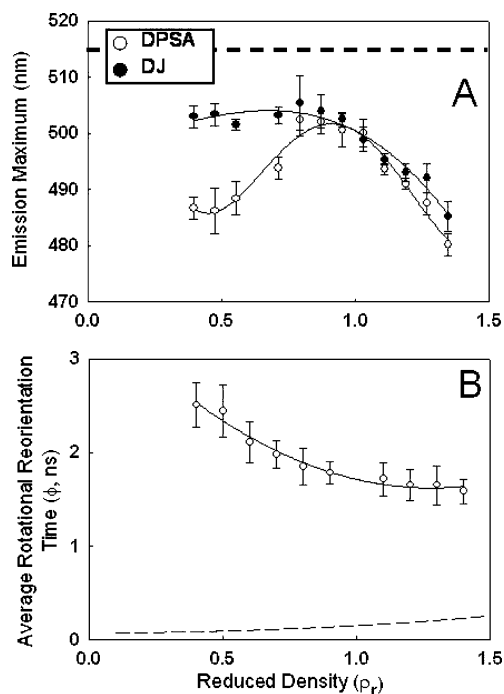 DPSA
DJ
A
Emission Maximum (nm)
520
510
500
490
480
470
0.0 0.5 1.0 1.5
B
Average Rotational Reorientation
Time (ϕ, ns)
3
2
1
0
0.0 0.5 1.0 1.5
Reduced Density (ρr)